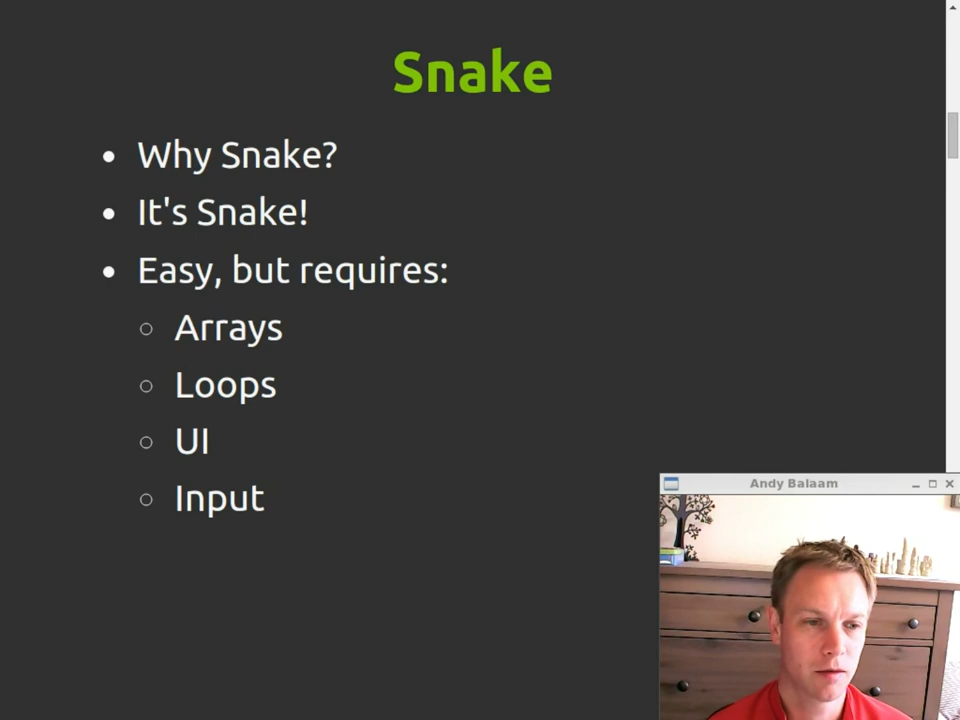 Snake
Why Snake?
It's Snake!
Easy, but requires:
Arrays
Loops
UI
Input
Andy Balaam